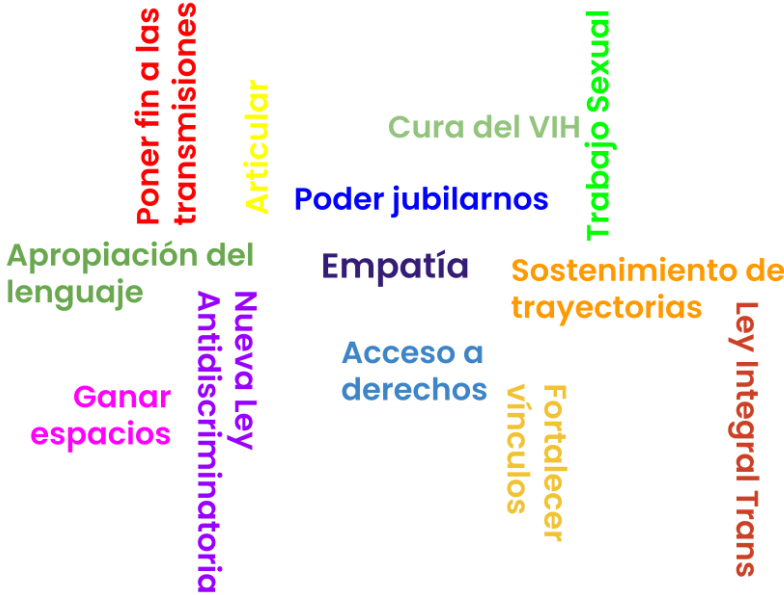 Poner fin a las
transmisiones
Articular
Cura del VIH
Trabajo Sexual
Poder jubilarnos
Apropiación del
lenguaje
Empatía
Sostenimiento de
trayectorias
Nueva Ley
Antidiscriminatoria
Ley Integral Trans
Acceso a
derechos
Ganar
espacios
Fortalecer
vínculos